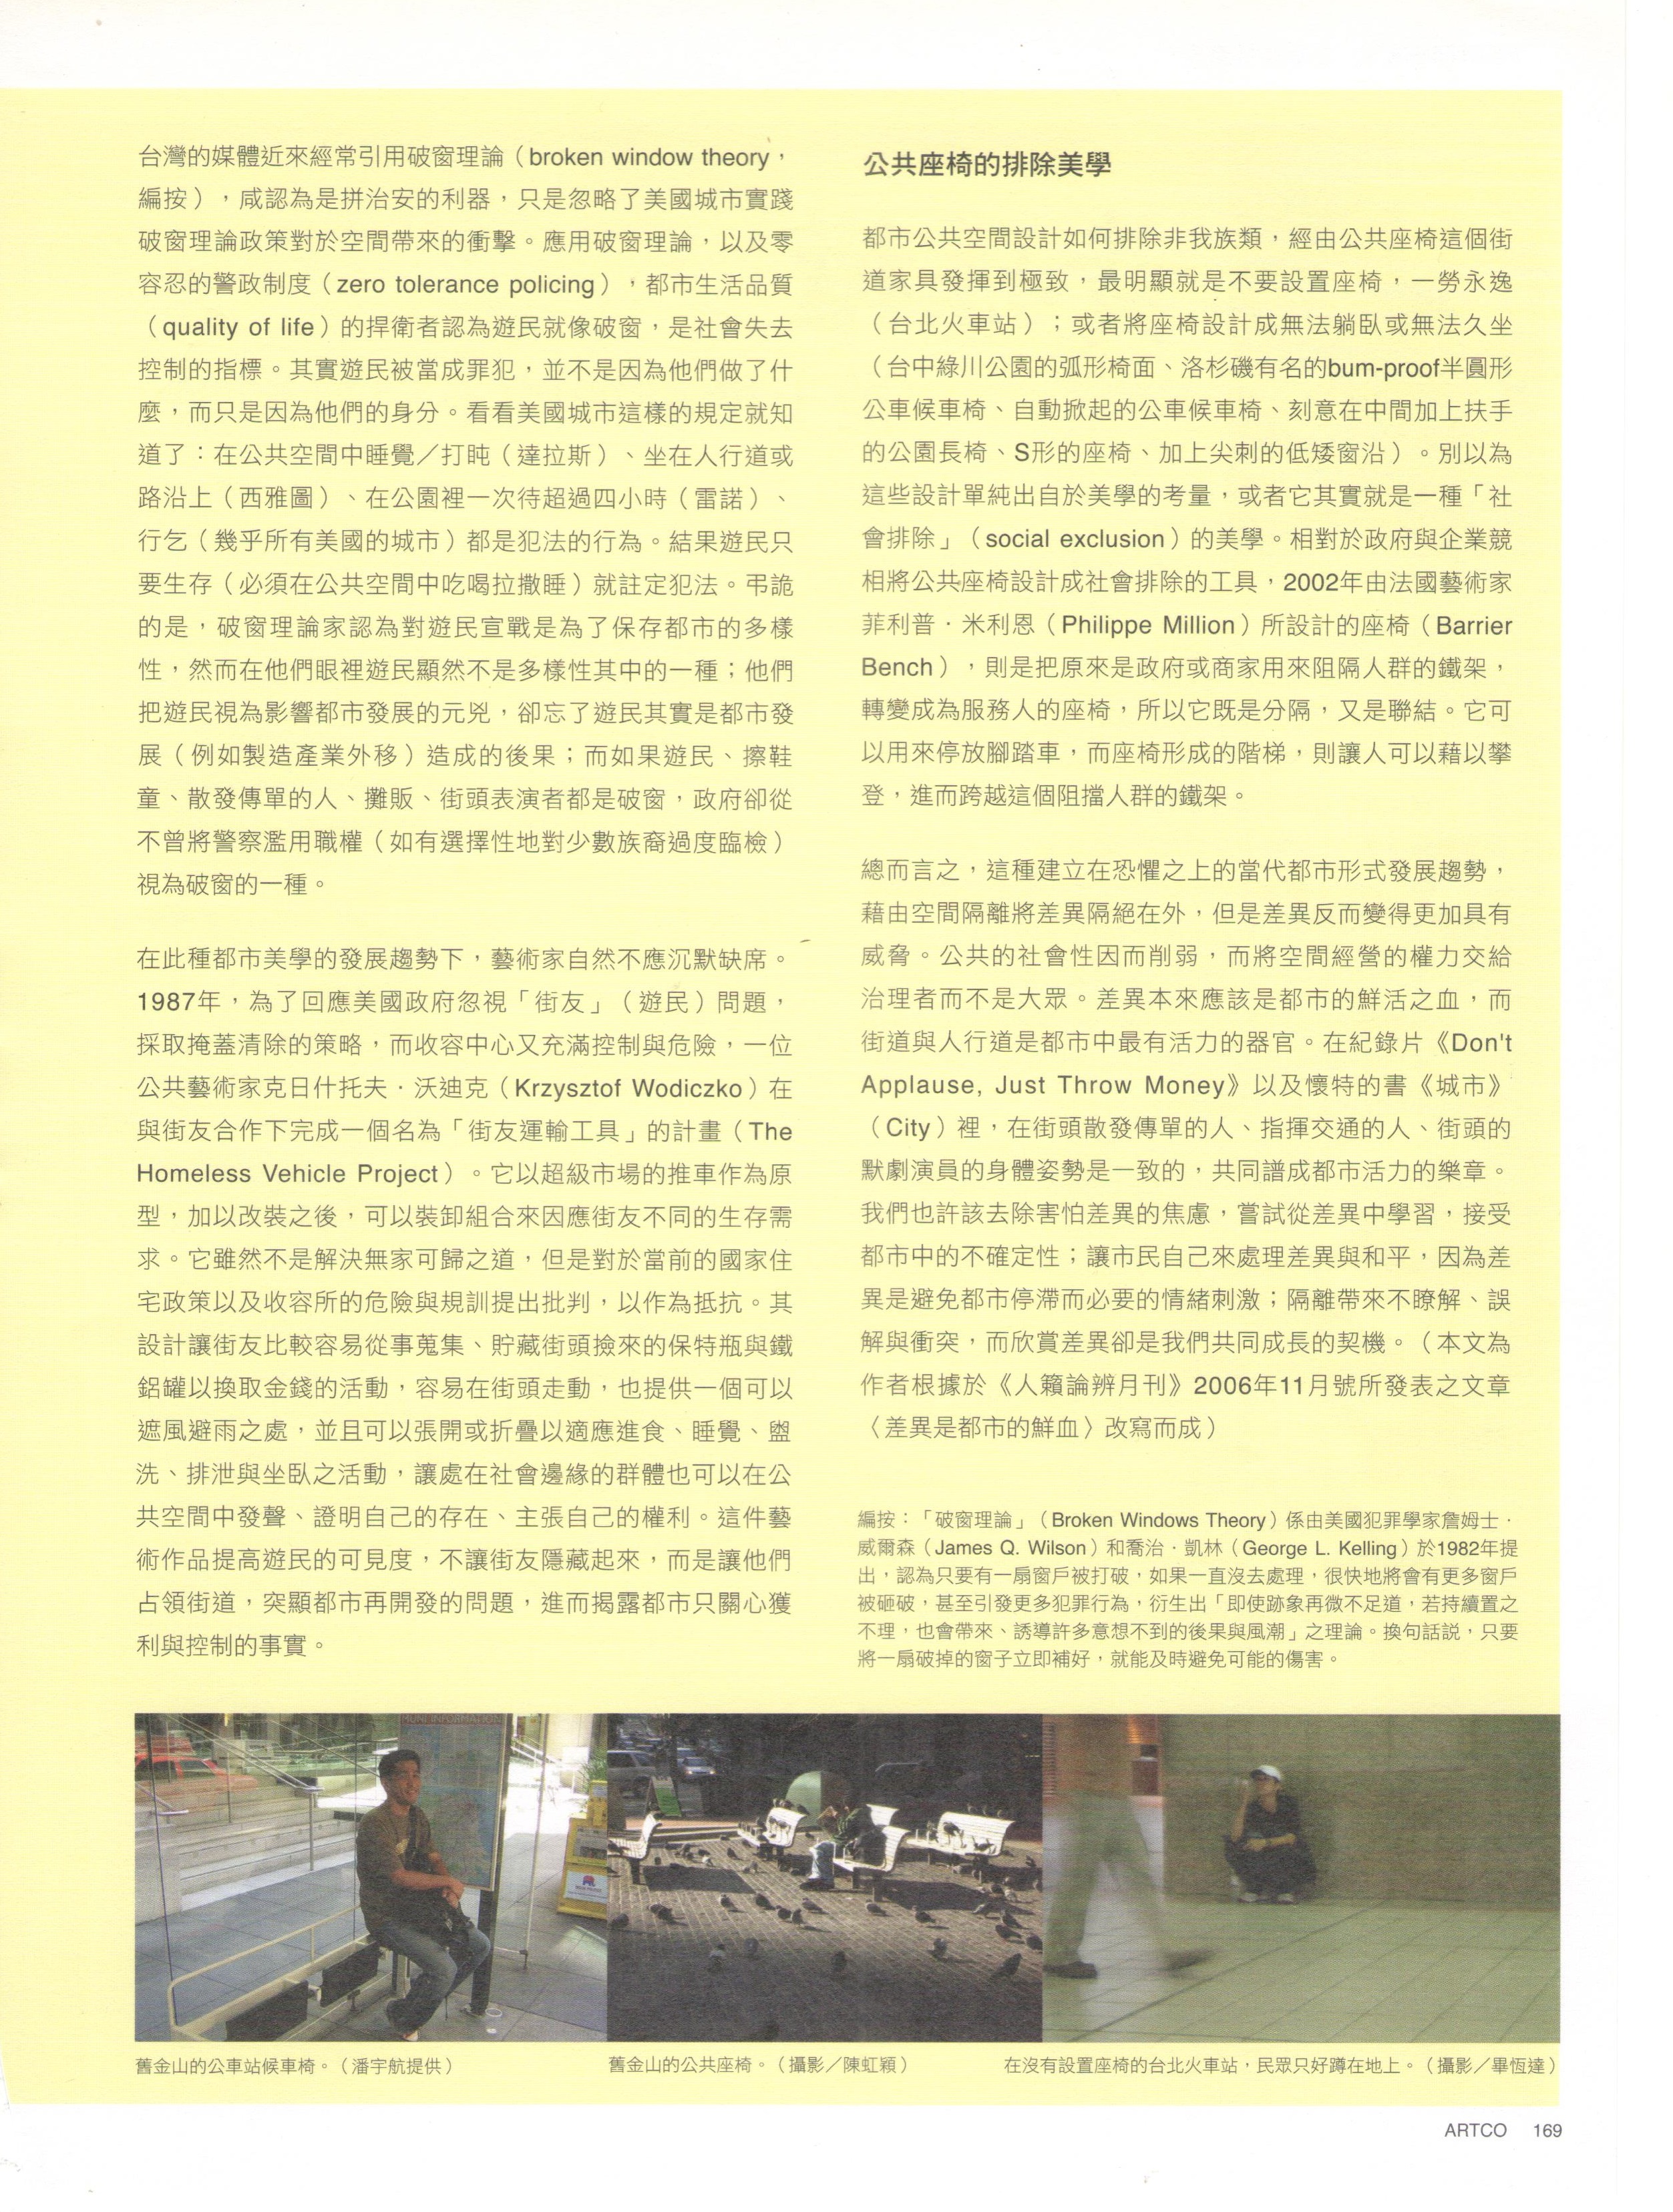 台灣的媒體近來經常引用破窗理論（broken window theory，
編按），咸認為是拼治安的利器，只是忽略了美國城市實踐
破窗理論政策對於空間帶來的衝擊。應用破窗理論，以及零
容忍的警政制度（zero tolerance policing），都市生活品質
（quality of life）的捍衛者認為遊民就像破窗，是社會失去
控制的指標。其實遊民被當成罪犯，並不是因為他們做了什
麼，而只是因為他們的身分。看看美國城市這樣的規定就知
道了：在公共空間中睡覺／打盹（達拉斯）、坐在人行道或
路沿上（西雅圖）、在公園裡一次待超過四小時（雷諾）、
行乞（幾乎所有美國的城市）都是犯法的行為。結果遊民只
要生存（必須在公共空間中吃喝拉撒睡）就註定犯法。弔詭
的是，破窗理論家認為對遊民宣戰是為了保存都市的多樣
性，然而在他們眼裡遊民顯然不是多樣性其中的一種；他們
把遊民視為影響都市發展的元兇，卻忘了遊民其實是都市發
展（例如製造產業外移）造成的後果；而如果遊民、擦鞋
童、散發傳單的人、攤販、街頭表演者都是破窗，政府卻從
不曾將警察濫用職權（如有選擇性地對少數族裔過度臨檢）
視為破窗的一種。
在此種都市美學的發展趨勢下，藝術家自然不應沉默缺席。
1987年，為了回應美國政府忽視「街友」（遊民）問題，
採取掩蓋清除的策略，而收容中心又充滿控制與危險，一位
公共藝術家克日什托夫．沃迪克（Krzysztof Wodiczko）在
與街友合作下完成一個名為「街友運輸工具」的計畫（The
Homeless Vehicle Project）。它以超級市場的推車作為原
型，加以改裝之後，可以裝卸組合來因應街友不同的生存需
求。它雖然不是解決無家可歸之道，但是對於當前的國家住
宅政策以及收容所的危險與規訓提出批判，以作為抵抗。其
設計讓街友比較容易從事蒐集、貯藏街頭撿來的保特瓶與鐵
鋁罐以換取金錢的活動，容易在街頭走動，也提供一個可以
遮風避雨之處，並且可以張開或折疊以適應進食、睡覺、盥
洗、排泄與坐臥之活動，讓處在社會邊緣的群體也可以在公
共空間中發聲、證明自己的存在、主張自己的權利。這件藝
術作品提高遊民的可見度，不讓街友隱藏起來，而是讓他們
占領街道，突顯都市再開發的問題，進而揭露都市只關心獲
利與控制的事實。
公共座椅的排除美學
都市公共空間設計如何排除非我族類，經由公共座椅這個街
道家具發揮到極致，最明顯就是不要設置座椅，一勞永逸
（台北火車站）；或者將座椅設計成無法躺臥或無法久坐
（台中綠川公園的弧形椅面、洛杉磯有名的bum-proof半圓形
公車候車椅、自動掀起的公車候車椅、刻意在中間加上扶手
的公園長椅、S形的座椅、加上尖刺的低矮窗沿）。別以為
這些設計單純出自於美學的考量，或者它其實就是一種「社
會排除」（social exclusion）的美學。相對於政府與企業競
相將公共座椅設計成社會排除的工具，2002年由法國藝術家
菲利普．米利恩（Philippe Million）所設計的座椅（Barrier
Bench），則是把原來是政府或商家用來阻隔人群的鐵架，
轉變成為服務人的座椅，所以它既是分隔，又是聯結。它可
以用來停放腳踏車，而座椅形成的階梯，則讓人可以藉以攀
登，進而跨越這個阻擋人群的鐵架。
總而言之，這種建立在恐懼之上的當代都市形式發展趨勢，
藉由空間隔離將差異隔絕在外，但是差異反而變得更加具有
威脅。公共的社會性因而削弱，而將空間經營的權力交給
治理者而不是大眾。差異本來應該是都市的鮮活之血，而
街道與人行道是都市中最有活力的器官。在紀錄片《Don't
Applause, Just Throw Money》以及懷特的書《城市》
（City）裡，在街頭散發傳單的人、指揮交通的人、街頭的
默劇演員的身體姿勢是一致的，共同譜成都市活力的樂章。
我們也許該去除害怕差異的焦慮，嘗試從差異中學習，接受
都市中的不確定性；讓市民自己來處理差異與和平，因為差
異是避免都市停滯而必要的情緒刺激；隔離帶來不瞭解、誤
解與衝突，而欣賞差異卻是我們共同成長的契機。（本文為
作者根據於《人籟論辨月刊》2006年11月號所發表之文章
〈差異是都市的鮮血〉改寫而成）
編按：「破窗理論」（Broken Windows Theory）係由美國犯罪學家詹姆士．
威爾森（James Q. Wilson）和喬治．凱林（George L. Kelling）於1982年提
出，認為只要有一扇窗戶被打破，如果一直沒去處理，很快地將會有更多窗戶
被砸破，甚至引發更多犯罪行為，衍生出「即使跡象再微不足道，若持續置之
不理，也會帶來、誘導許多意想不到的後果與風潮」之理論。換句話說，只要
將一扇破掉的窗子立即補好，就能及時避免可能的傷害。
舊金山的公車站候車椅。（潘宇航提供）
舊金山的公共座椅。（攝影／陳虹穎）
在沒有設置座椅的台北火車站，民眾只好蹲在地上。（攝影／畢恆達）
ARTCO 169